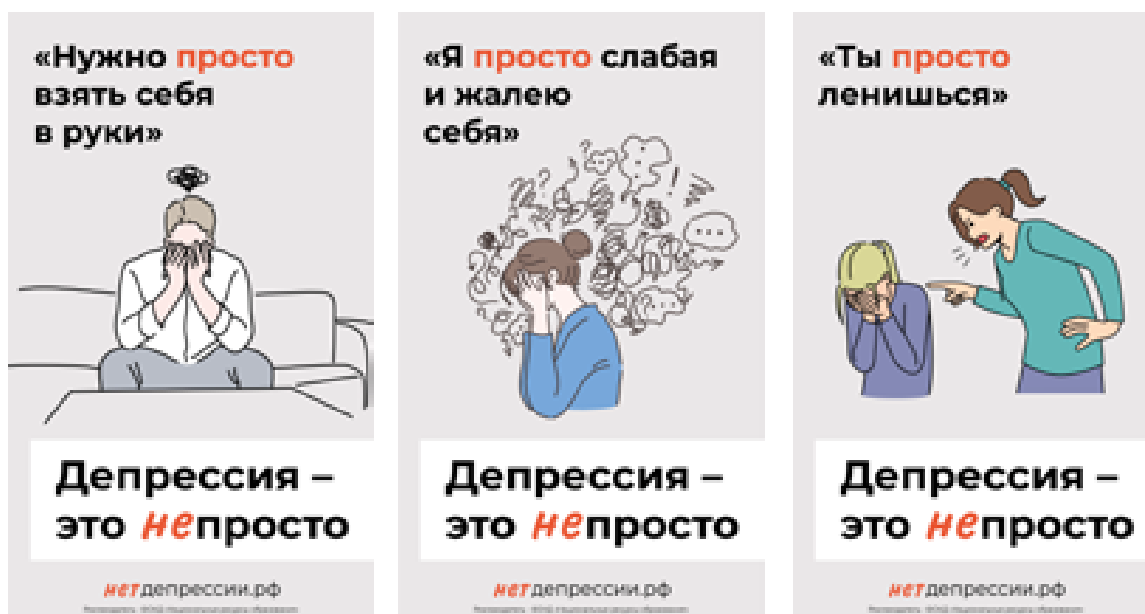 «Нужно просто
взять себя
в руки»
Депрессия –
это непросто
нетдепрессии.рф
«Я просто слабая
и жалею
себя»
Депрессия –
это непросто
нетдепрессии.рф
«Ты просто
ленишься»
Депрессия –
это непросто
нетдепрессии.рф